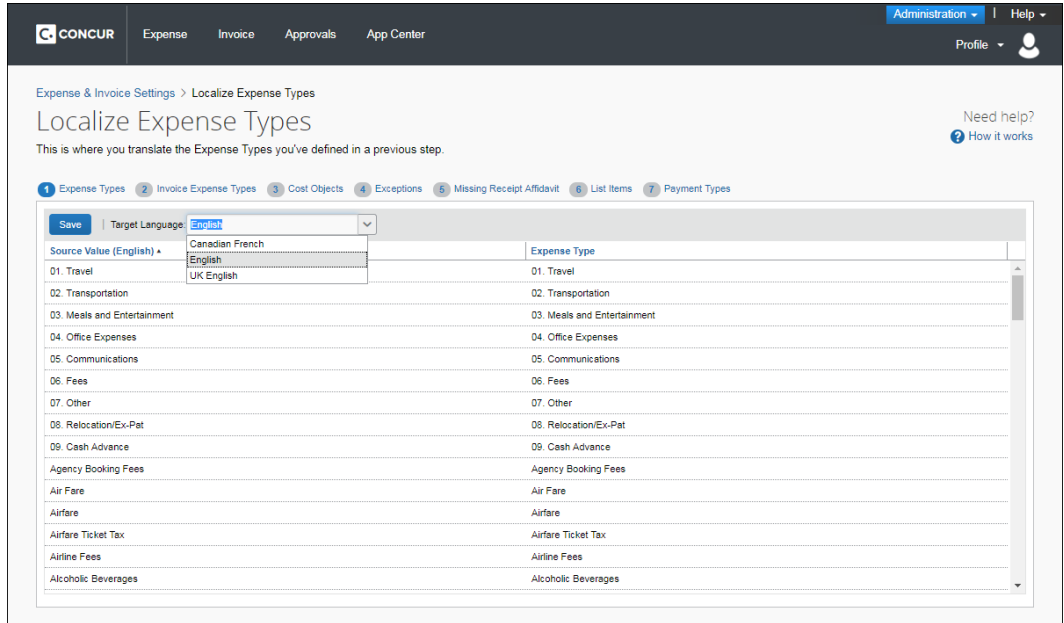 Administration | Help
C. CONCUR Expense Invoice Approvals App Center
Profile
Expense & Invoice Settings > Localize Expense Types
Localize Expense Types
Need help?
? How it works
This is where you translate the Expense Types you've defined in a previous step.
1 Expense Types 2 Invoice Expense Types 3 Cost Objects 4 Exceptions 5 Missing Receipt Affidavit 6 List Items 7 Payment Types
Save | Target Language: English
Canadian French
English
UK English
Source Value (English) Expense Type
01. Travel 01. Travel
02. Transportation 02. Transportation
03. Meals and Entertainment 03. Meals and Entertainment
04. Office Expenses 04. Office Expenses
05. Communications 05. Communications
06. Fees 06. Fees
07. Other 07. Other
08. Relocation/Ex-Pat 08. Relocation/Ex-Pat
09. Cash Advance 09. Cash Advance
Agency Booking Fees Agency Booking Fees
Air Fare Air Fare
Airfare Airfare
Airfare Ticket Tax Airfare Ticket Tax
Airline Fees Airline Fees
Alcoholic Beverages Alcoholic Beverages